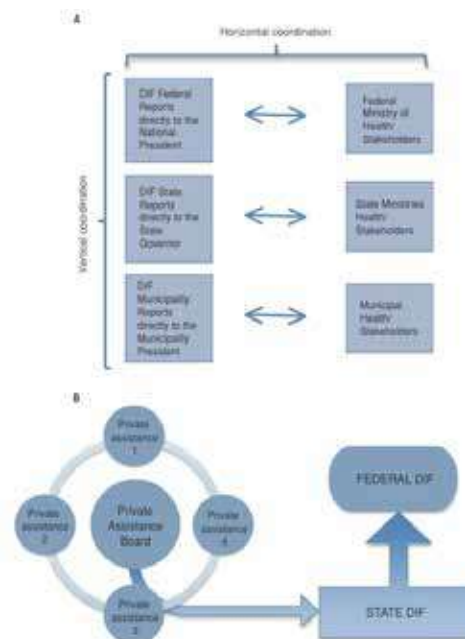 A
Horizontal coordination
Vertical coordination
DIF Federal
Reports
directly to the
National
President
Federal
Ministry of
Health/
Stakeholders
DIF State
Reports
directly to the
State
Governor
State Ministries
Health/
Stakeholders
DIF
Municipality
Reports
directly to the
Municipality
President
Municipal
Health/
Stakeholders
B
Private
assistance
1
Private
assistance
2
Private
Assistance
Board
Private
assistance
4
Private
assistance
3
FEDERAL DIF
STATE DIF